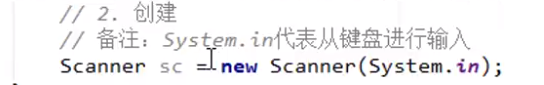 // 2. 创建
// 备注：System.in代表从键盘进行输入
Scanner sc = new Scanner(System.in);